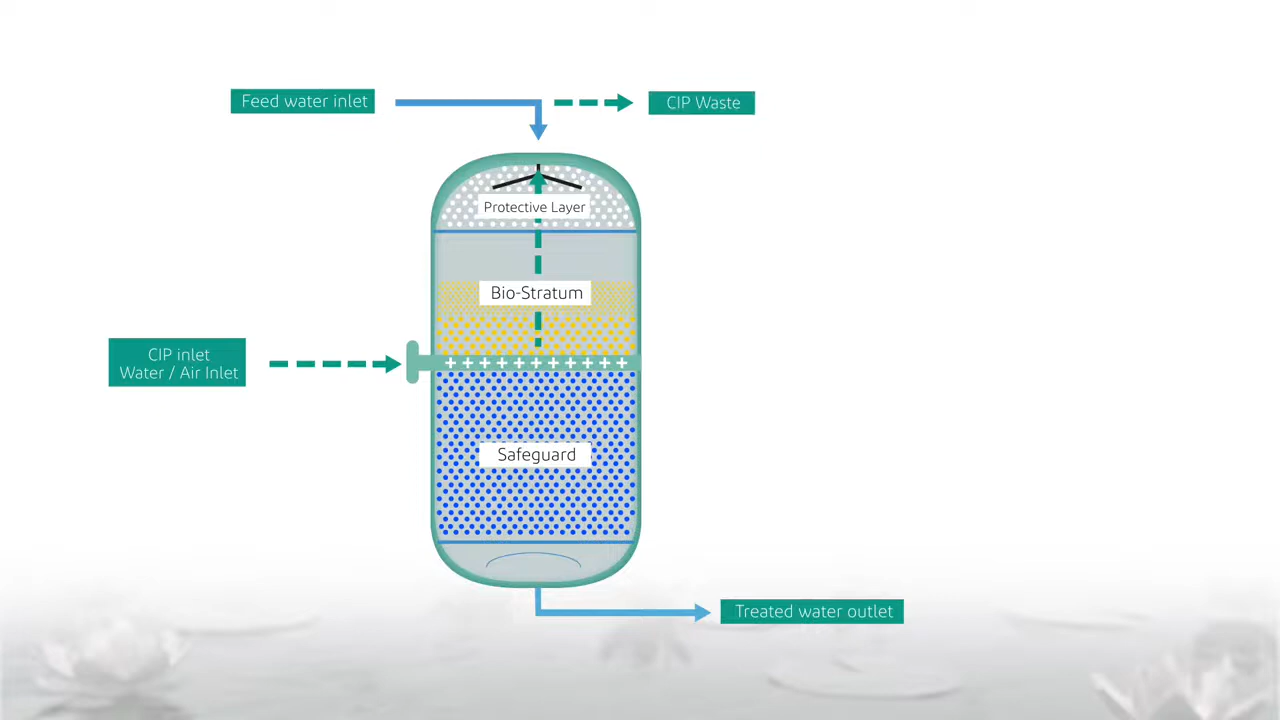 Feed water inlet
CIP Waste
Protective Layer
Bio-Stratum
CIP inlet
Water / Air Inlet
Safeguard
Treated water outlet